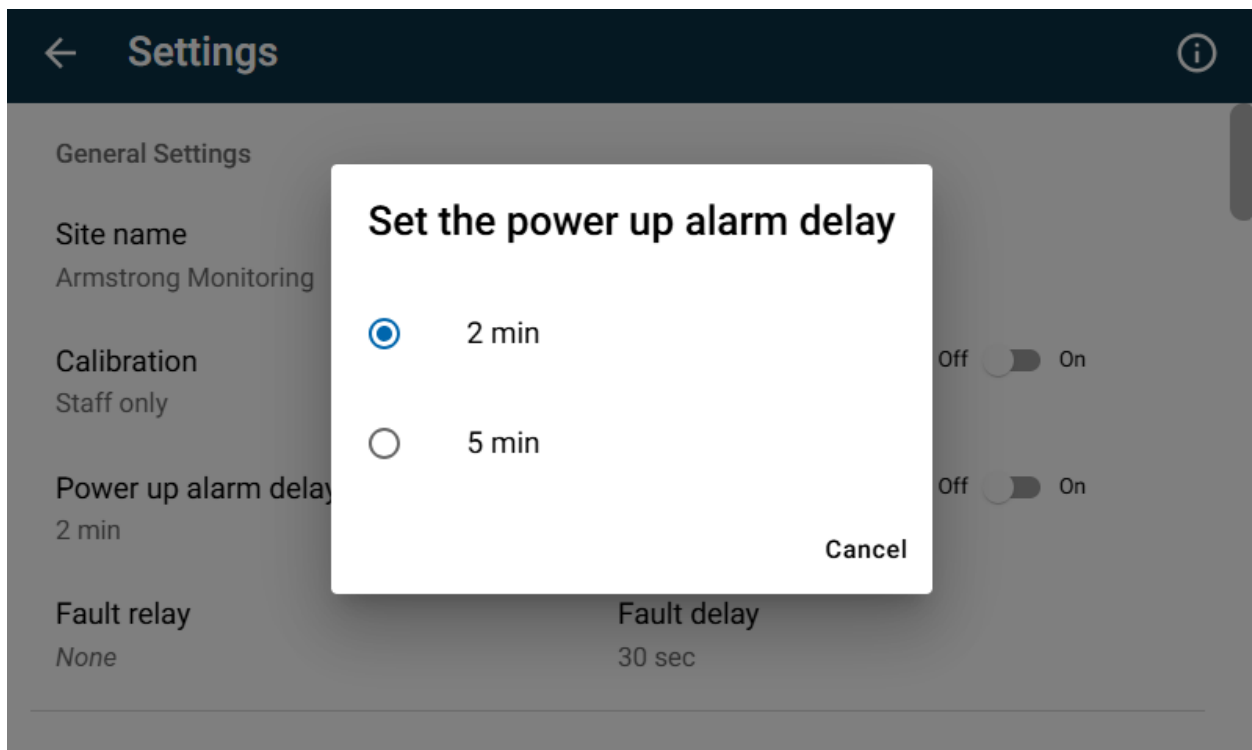 Settings
General Settings
Site name
Armstrong Monitoring
Calibration
Staff only
Off On
Power up alarm delay
2 min
Off On
Fault relay
None
Fault delay
30 sec
Set the power up alarm delay
2 min
5 min
Cancel